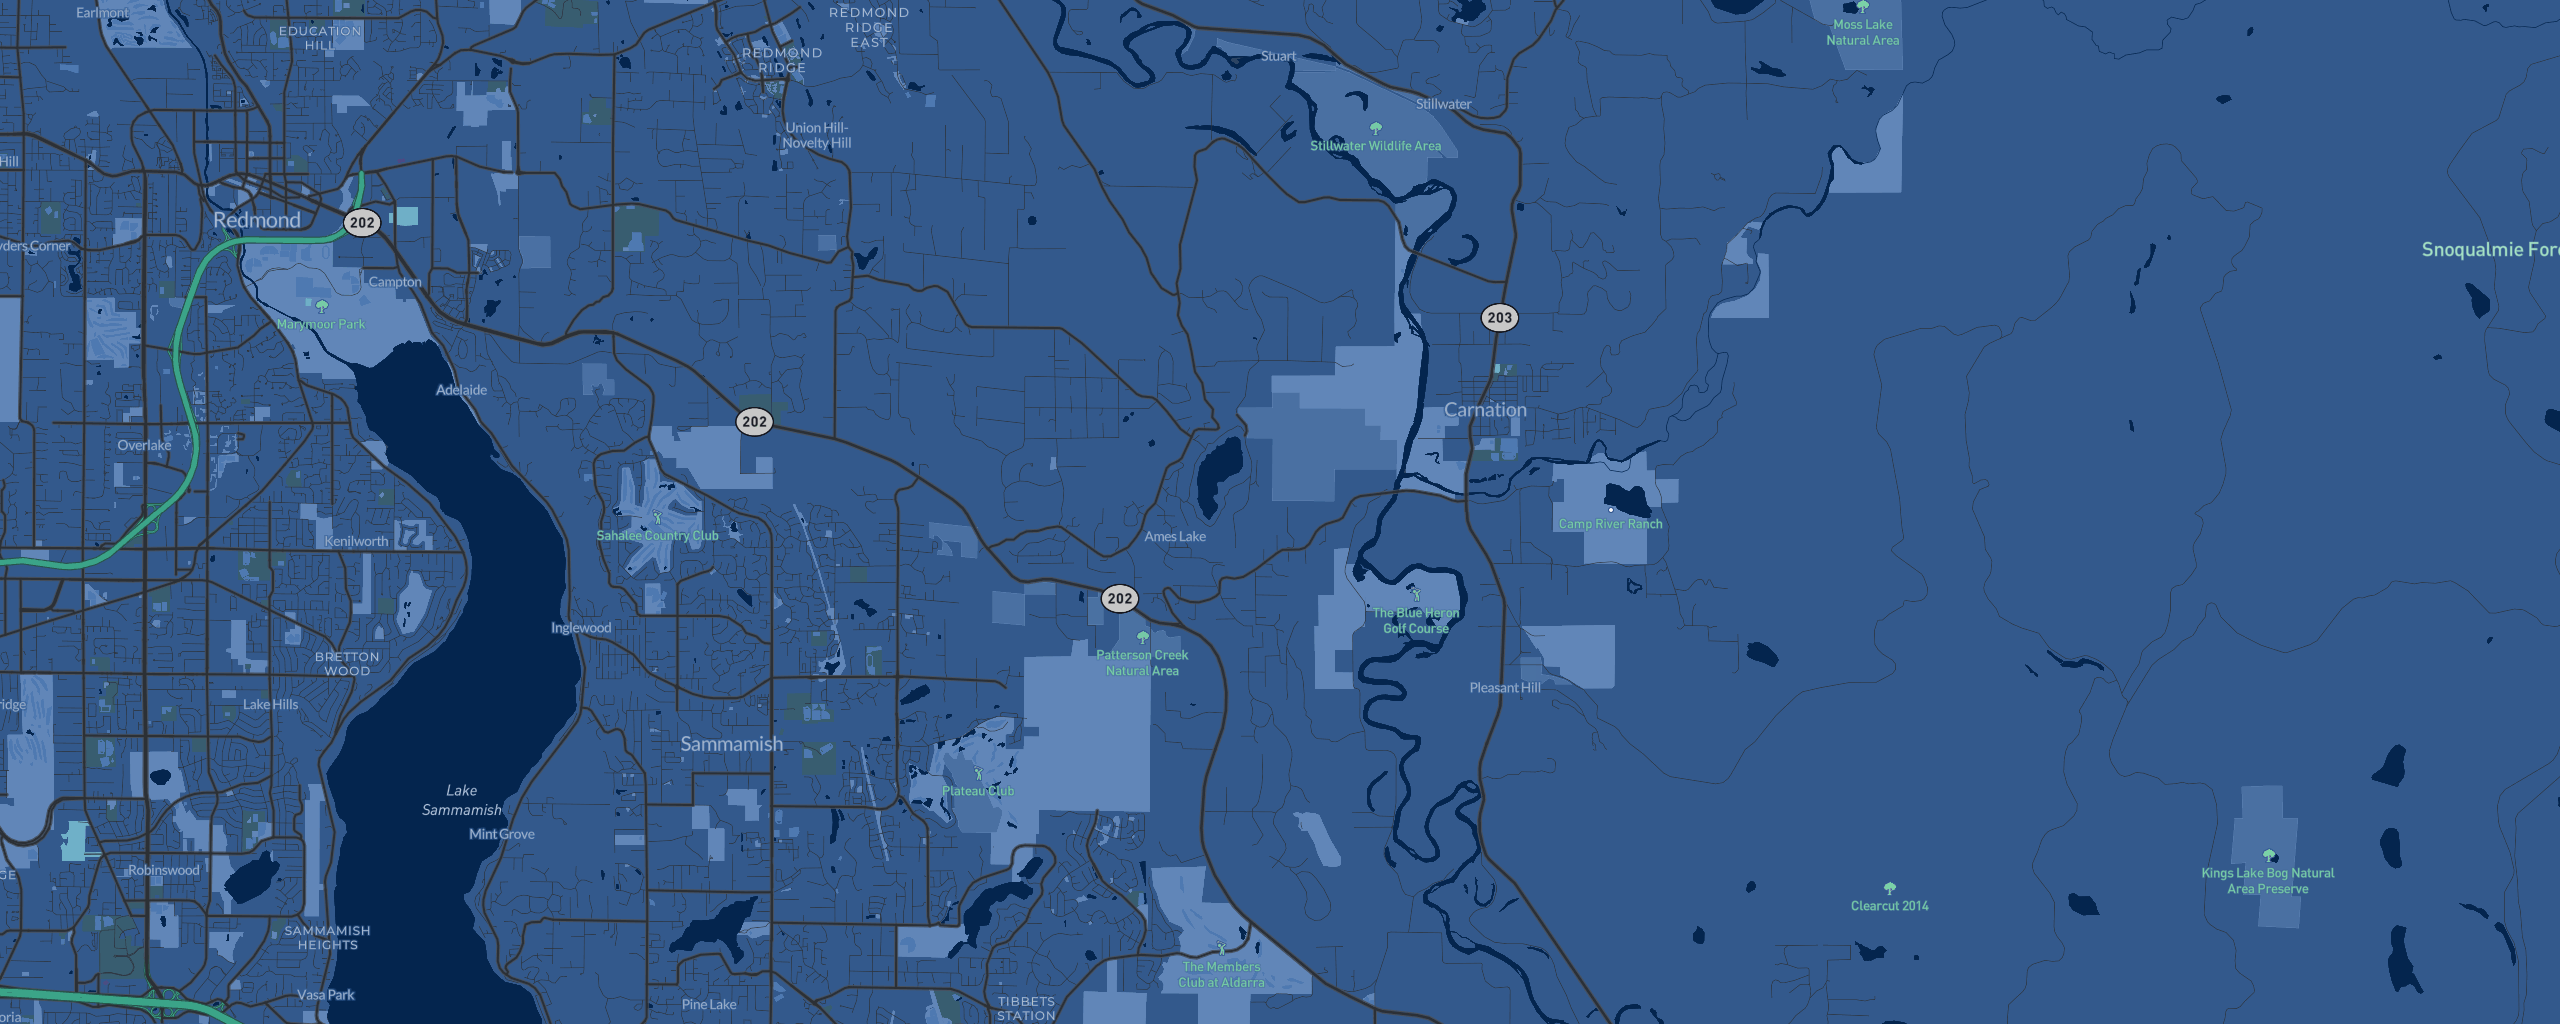 Earlmont
EDUCATION
HILL
REDMOND
RIDGE
EAST
REDMOND
RIDGE
Stuart
Moss Lake
Natural Area
Stillwater
Union Hill-
Novelty Hill
Stillwater Wildlife Area
Hill
Redmond
202
yders Corner
Snoqualmie Fore
Campton
Marymoor Park
203
Adelaide
Carnation
202
Overlake
Camp River Ranch
Sahalee Country Club
Ames Lake
Kenilworth
202
The Blue Heron
Golf Course
Inglewood
Patterson Creek
Natural Area
BRETTON
WOOD
Pleasant Hill
ridge
Lake Hills
Sammamish
Plateau Club
Lake
Sammamish
Mint Grove
Robinswood
GE
Kings Lake Bog Natural
Area Preserve
Clearcut 2014
SAMMAMISH
HEIGHTS
The Members
Club at Aldarra
Vasa Park
Pine Lake
TIBBETS
STATION
oria